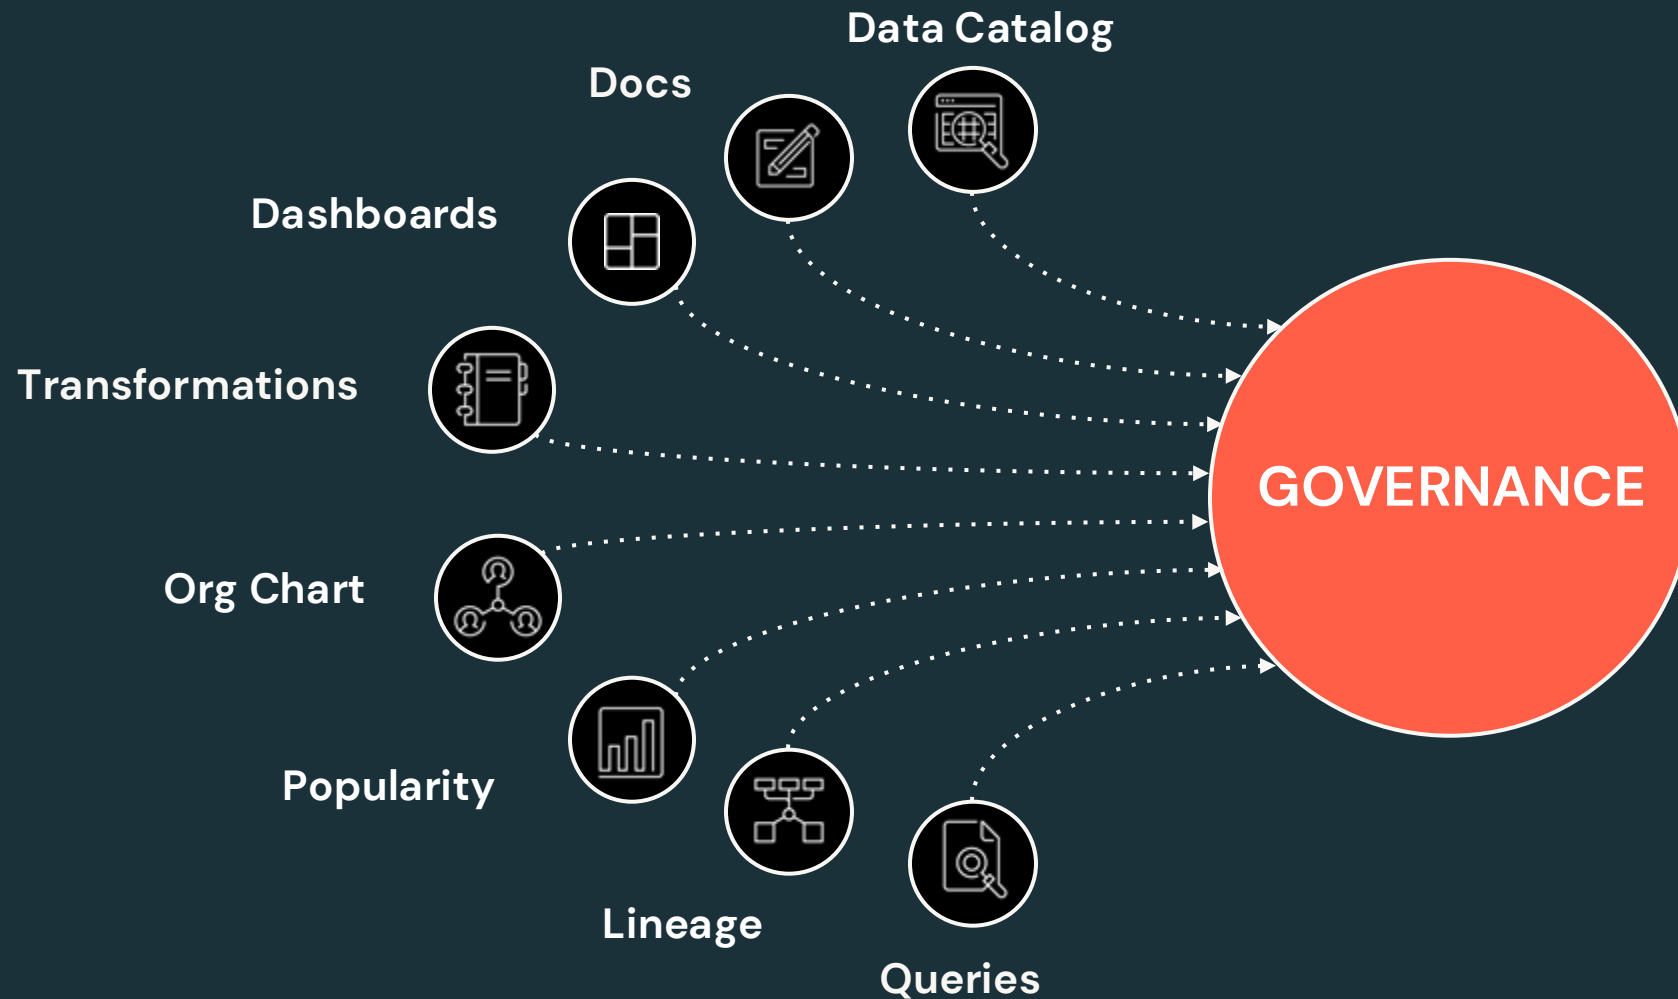 Data Catalog
Docs
Dashboards
Transformations
GOVERNANCE
Org Chart
Popularity
Lineage
Queries